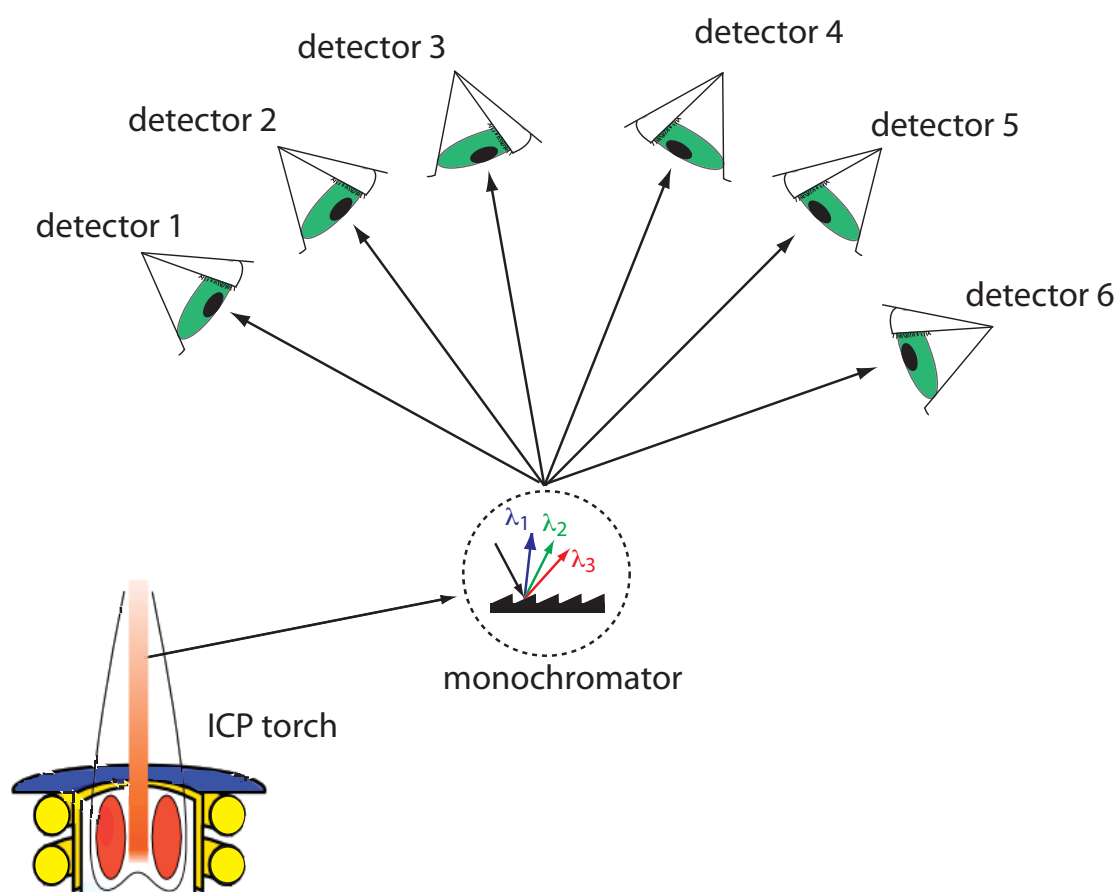 detector 4
detector 3
detector 2
detector 5
detector 1
detector 6
λ1
λ2
λ3
monochromator
ICP torch